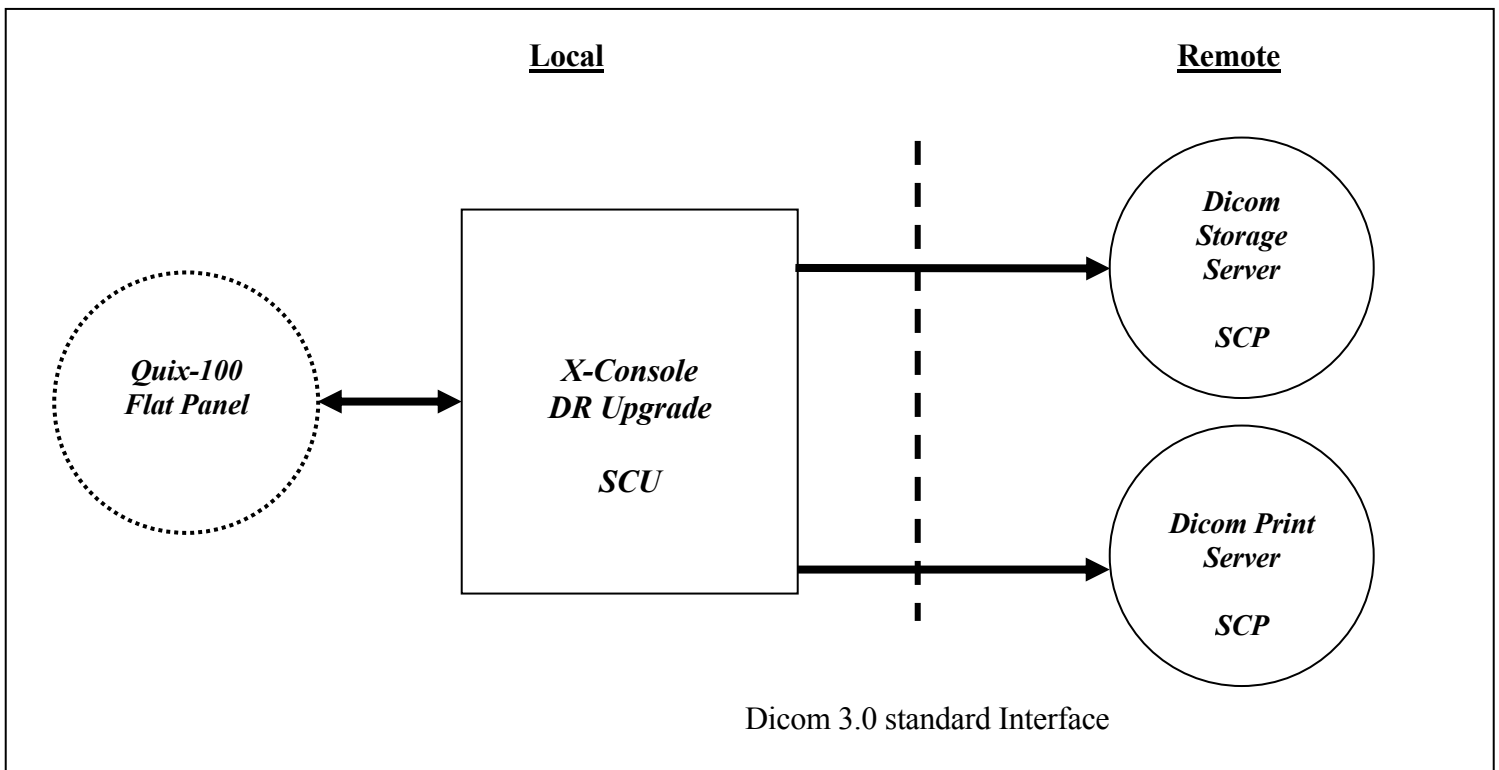 Local
Remote
Quix-100
Flat Panel
X-Console
DR Upgrade
SCU
Dicom
Storage
Server
SCP
Dicom Print
Server
SCP
Dicom 3.0 standard Interface